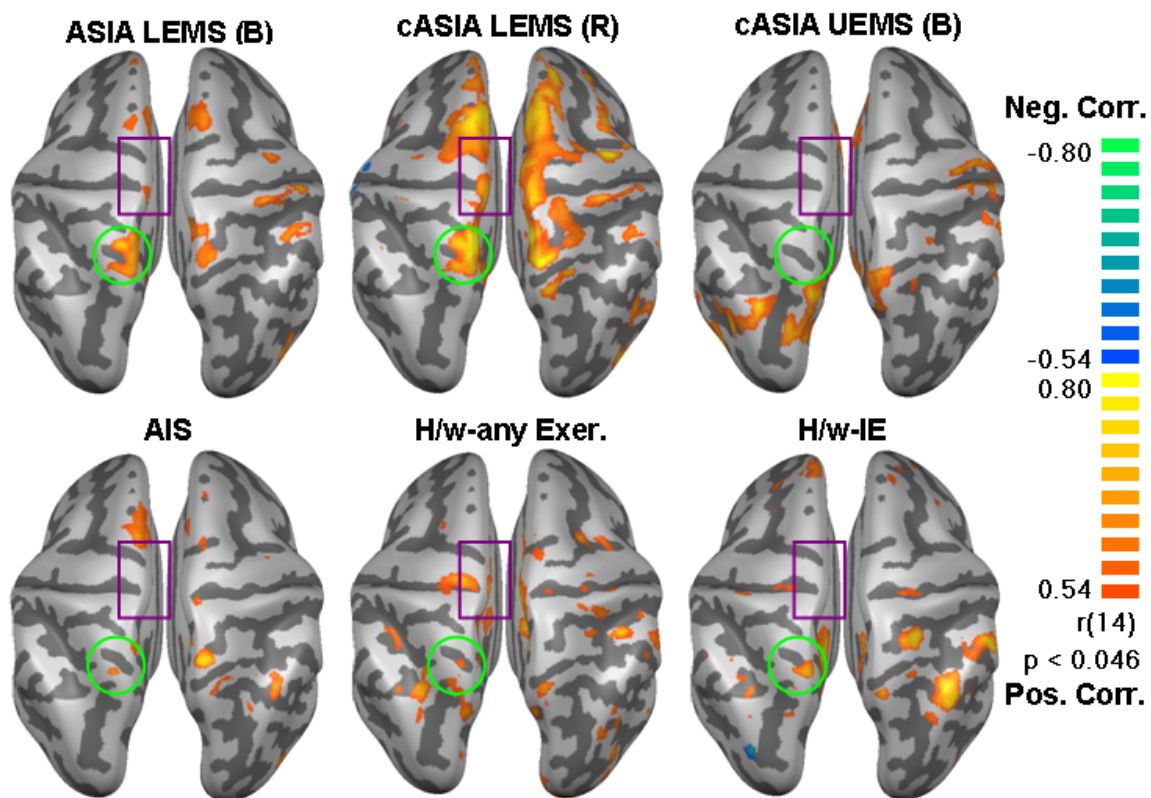 ASIA LEMS (B)
cASIA LEMS (R)
cASIA UEMS (B)
Neg. Corr.
-0.80
-0.54
0.80
0.54
r(14)
p < 0.046
Pos. Corr.
AIS
H/w-any Exer.
H/w-IE